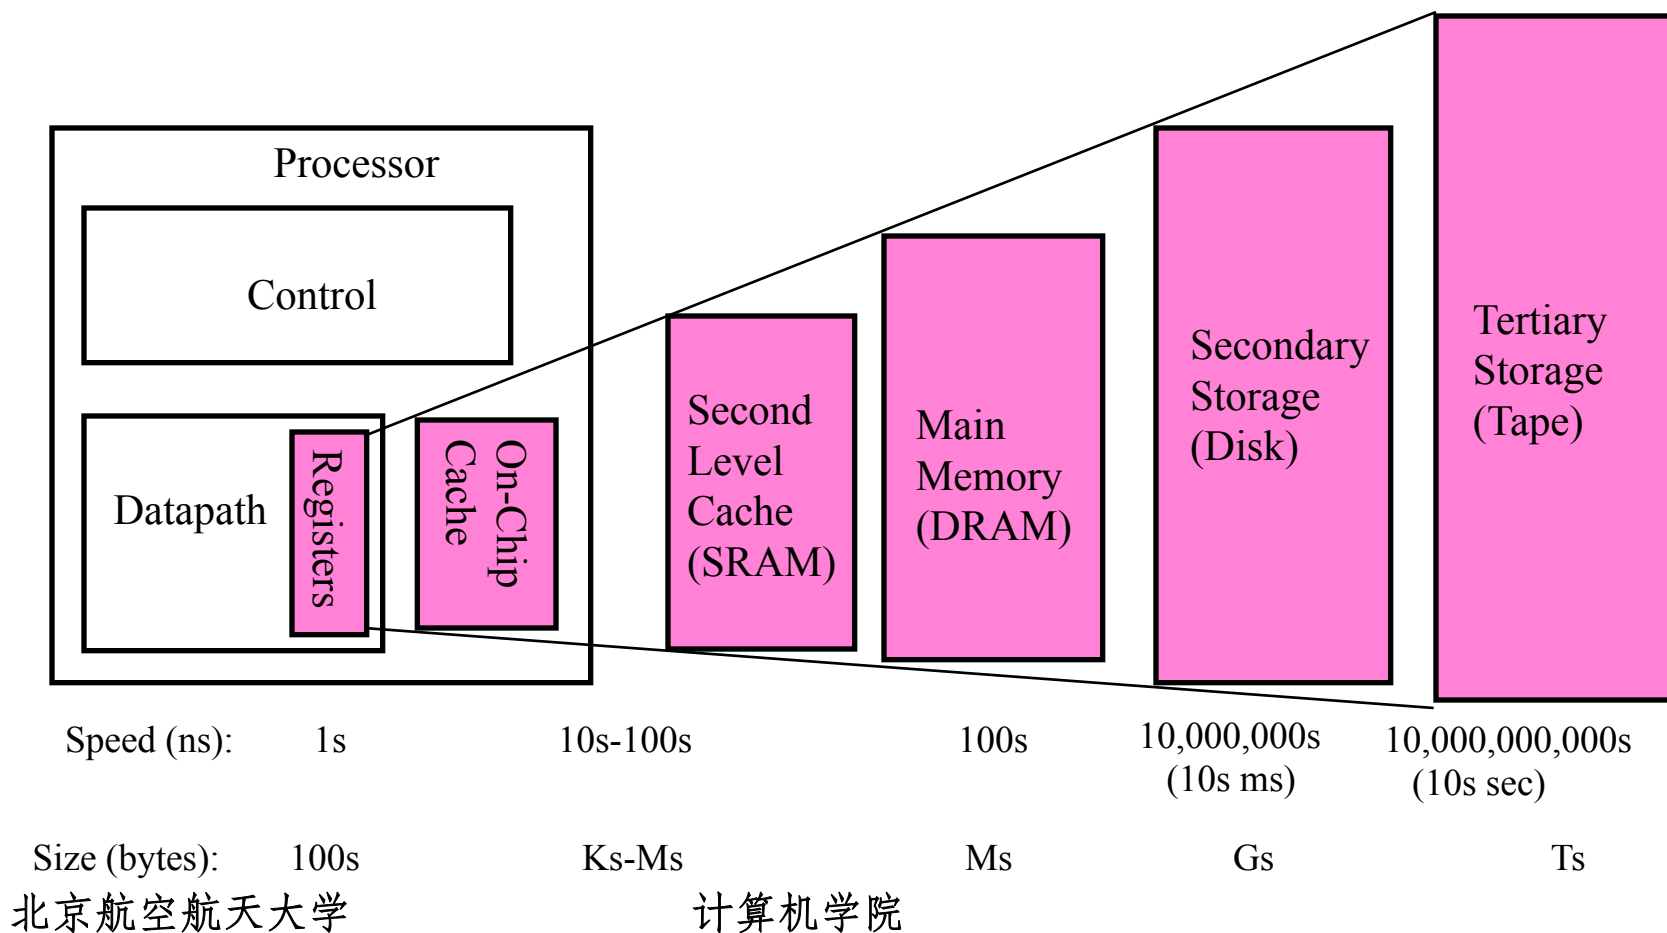 Processor
Control
Datapath
Registers
On-Chip
Cache
Second
Level
Cache
(SRAM)
Main
Memory
(DRAM)
Secondary
Storage
(Disk)
Tertiary
Storage
(Tape)
Speed (ns): 1s 10s-100s 100s 10,000,000s 10,000,000,000s
(10s ms) (10s sec)
Size (bytes): 100s Ks-Ms Ms Gs Ts
北京航空航天大学 计算机学院